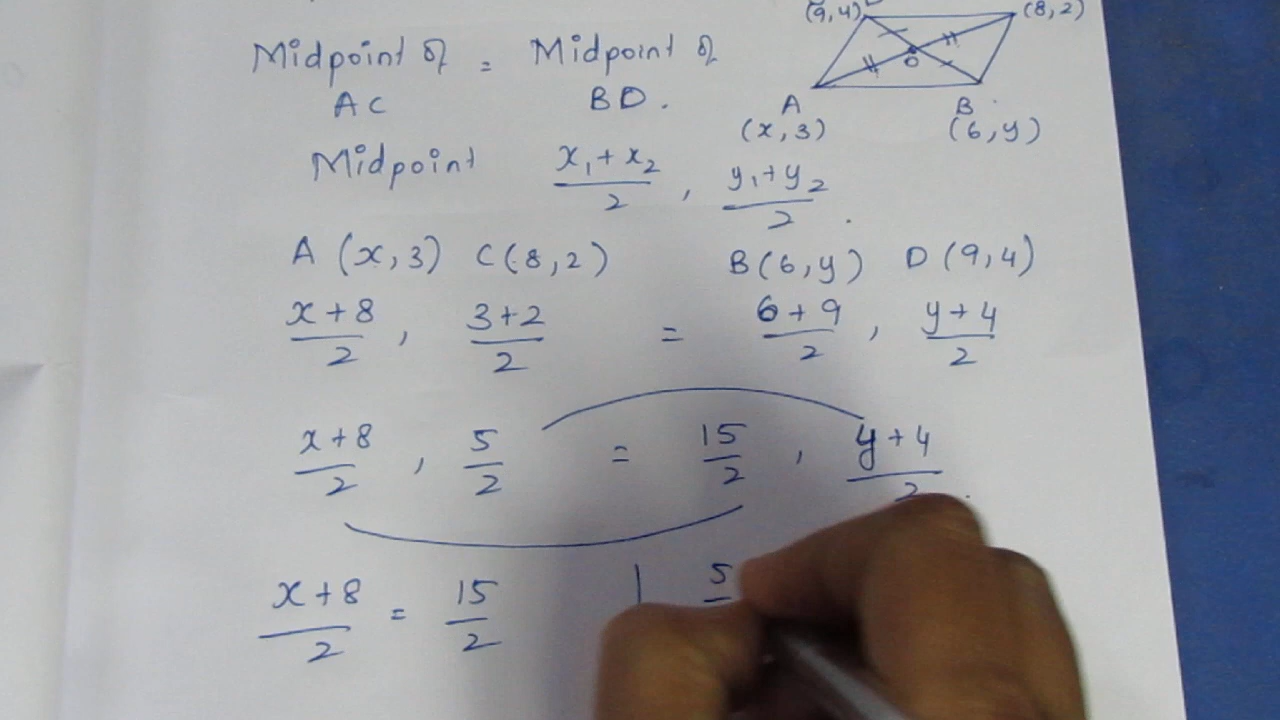 (9,4) (8,2)
Midpoint of = Midpoint of
AC BD.
A B
(x,3) (6,y)
Midpoint x₁+x₂/2 , y₁+y₂/2 .
A (x,3) C(8,2) B(6,y) D(9,4)
x+8/2 , 3+2/2 = 6+9/2 , y+4/2
x+8/2 , 5/2 = 15/2 , y+4/2 .
x+8/2 = 15/2 | 5